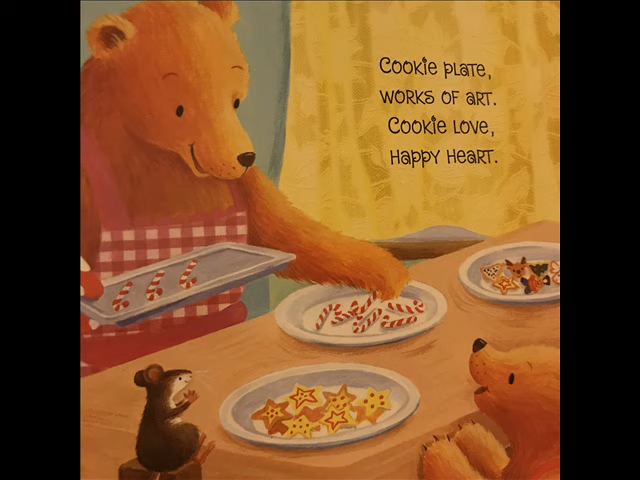 Cookie plate,
works of art.
Cookie love,
happy heart.